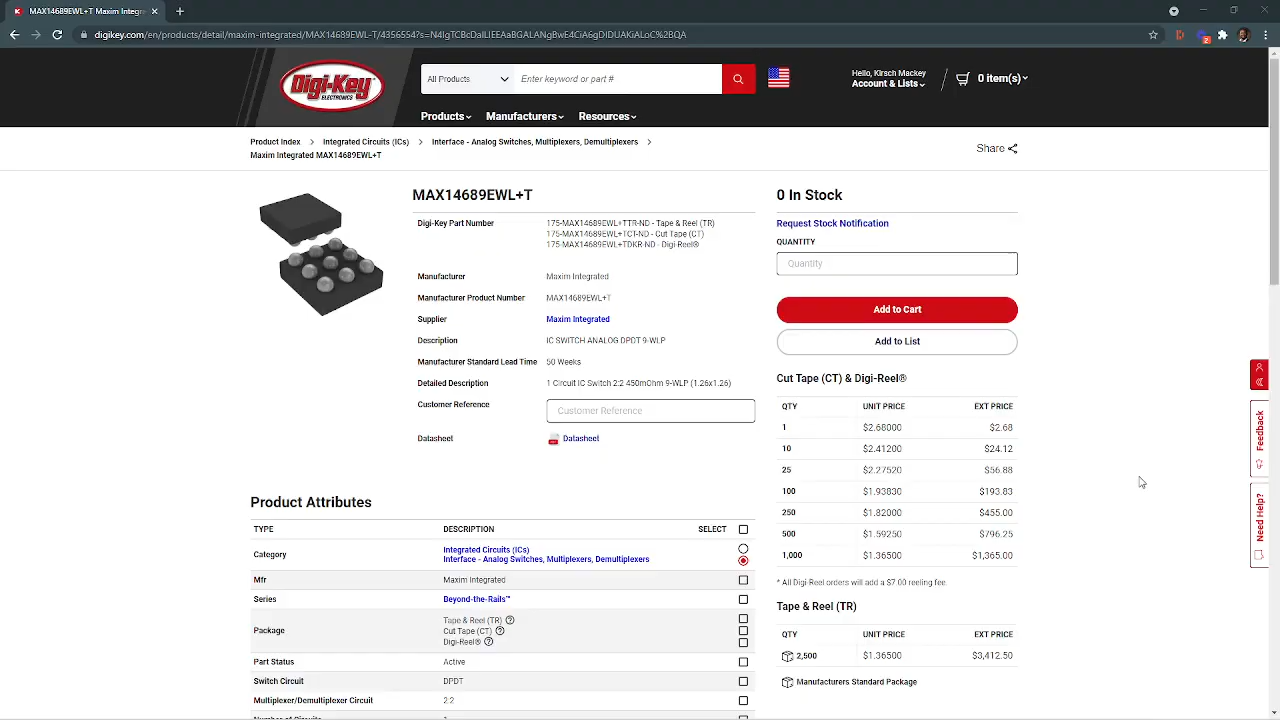 MAX14689EWL+T Maxim Integr
digikey.com/en/products/detail/maxim-integrated/MAX14689EWL-T/4356554?s=
Digi-Key
ELECTRONICS
All Products
Enter keyword or part #
Hello, Kirsch Mackey
Account & Lists
0 item(s)
Products
Manufacturers
Resources
Product Index > Integrated Circuits (ICs) > Interface - Analog Switches, Multiplexers, Demultiplexers >
Maxim Integrated MAX14689EWL+T
Share
MAX14689EWL+T
Digi-Key Part Number
175-MAX14689EWL+TTR-ND - Tape & Reel (TR)
175-MAX14689EWL+TCT-ND - Cut Tape (CT)
175-MAX14689EWL+TDKR-ND - Digi-Reel®
Manufacturer Maxim Integrated
Manufacturer Product Number MAX14689EWL+T
Supplier Maxim Integrated
Description IC SWITCH ANALOG DPDT 9-WLP
Manufacturer Standard Lead Time 50 Weeks
Detailed Description 1 Circuit IC Switch 2:2 450mOhm 9-WLP (1.26x1.26)
Customer Reference Customer Reference
Datasheet Datasheet
0 In Stock
Request Stock Notification
QUANTITY
Quantity
Add to Cart
Add to List
Cut Tape (CT) & Digi-Reel®
QTY UNIT PRICE EXT PRICE
1 $2.68000 $2.68
10 $2.41200 $24.12
25 $2.27520 $56.88
100 $1.93830 $193.83
250 $1.82000 $455.00
500 $1.59250 $796.25
1,000 $1.36500 $1,365.00
* All Digi-Reel orders will add a $7.00 reeling fee.
Tape & Reel (TR)
QTY UNIT PRICE EXT PRICE
2,500 $1.36500 $3,412.50
Manufacturers Standard Package
Product Attributes
TYPE DESCRIPTION SELECT
Category Integrated Circuits (ICs)
Interface - Analog Switches, Multiplexers, Demultiplexers
Mfr Maxim Integrated
Series Beyond-the-Rails™
Package Tape & Reel (TR)
Cut Tape (CT)
Digi-Reel®
Part Status Active
Switch Circuit DPDT
Multiplexer/Demultiplexer Circuit 2:2
Feedback
Need Help?